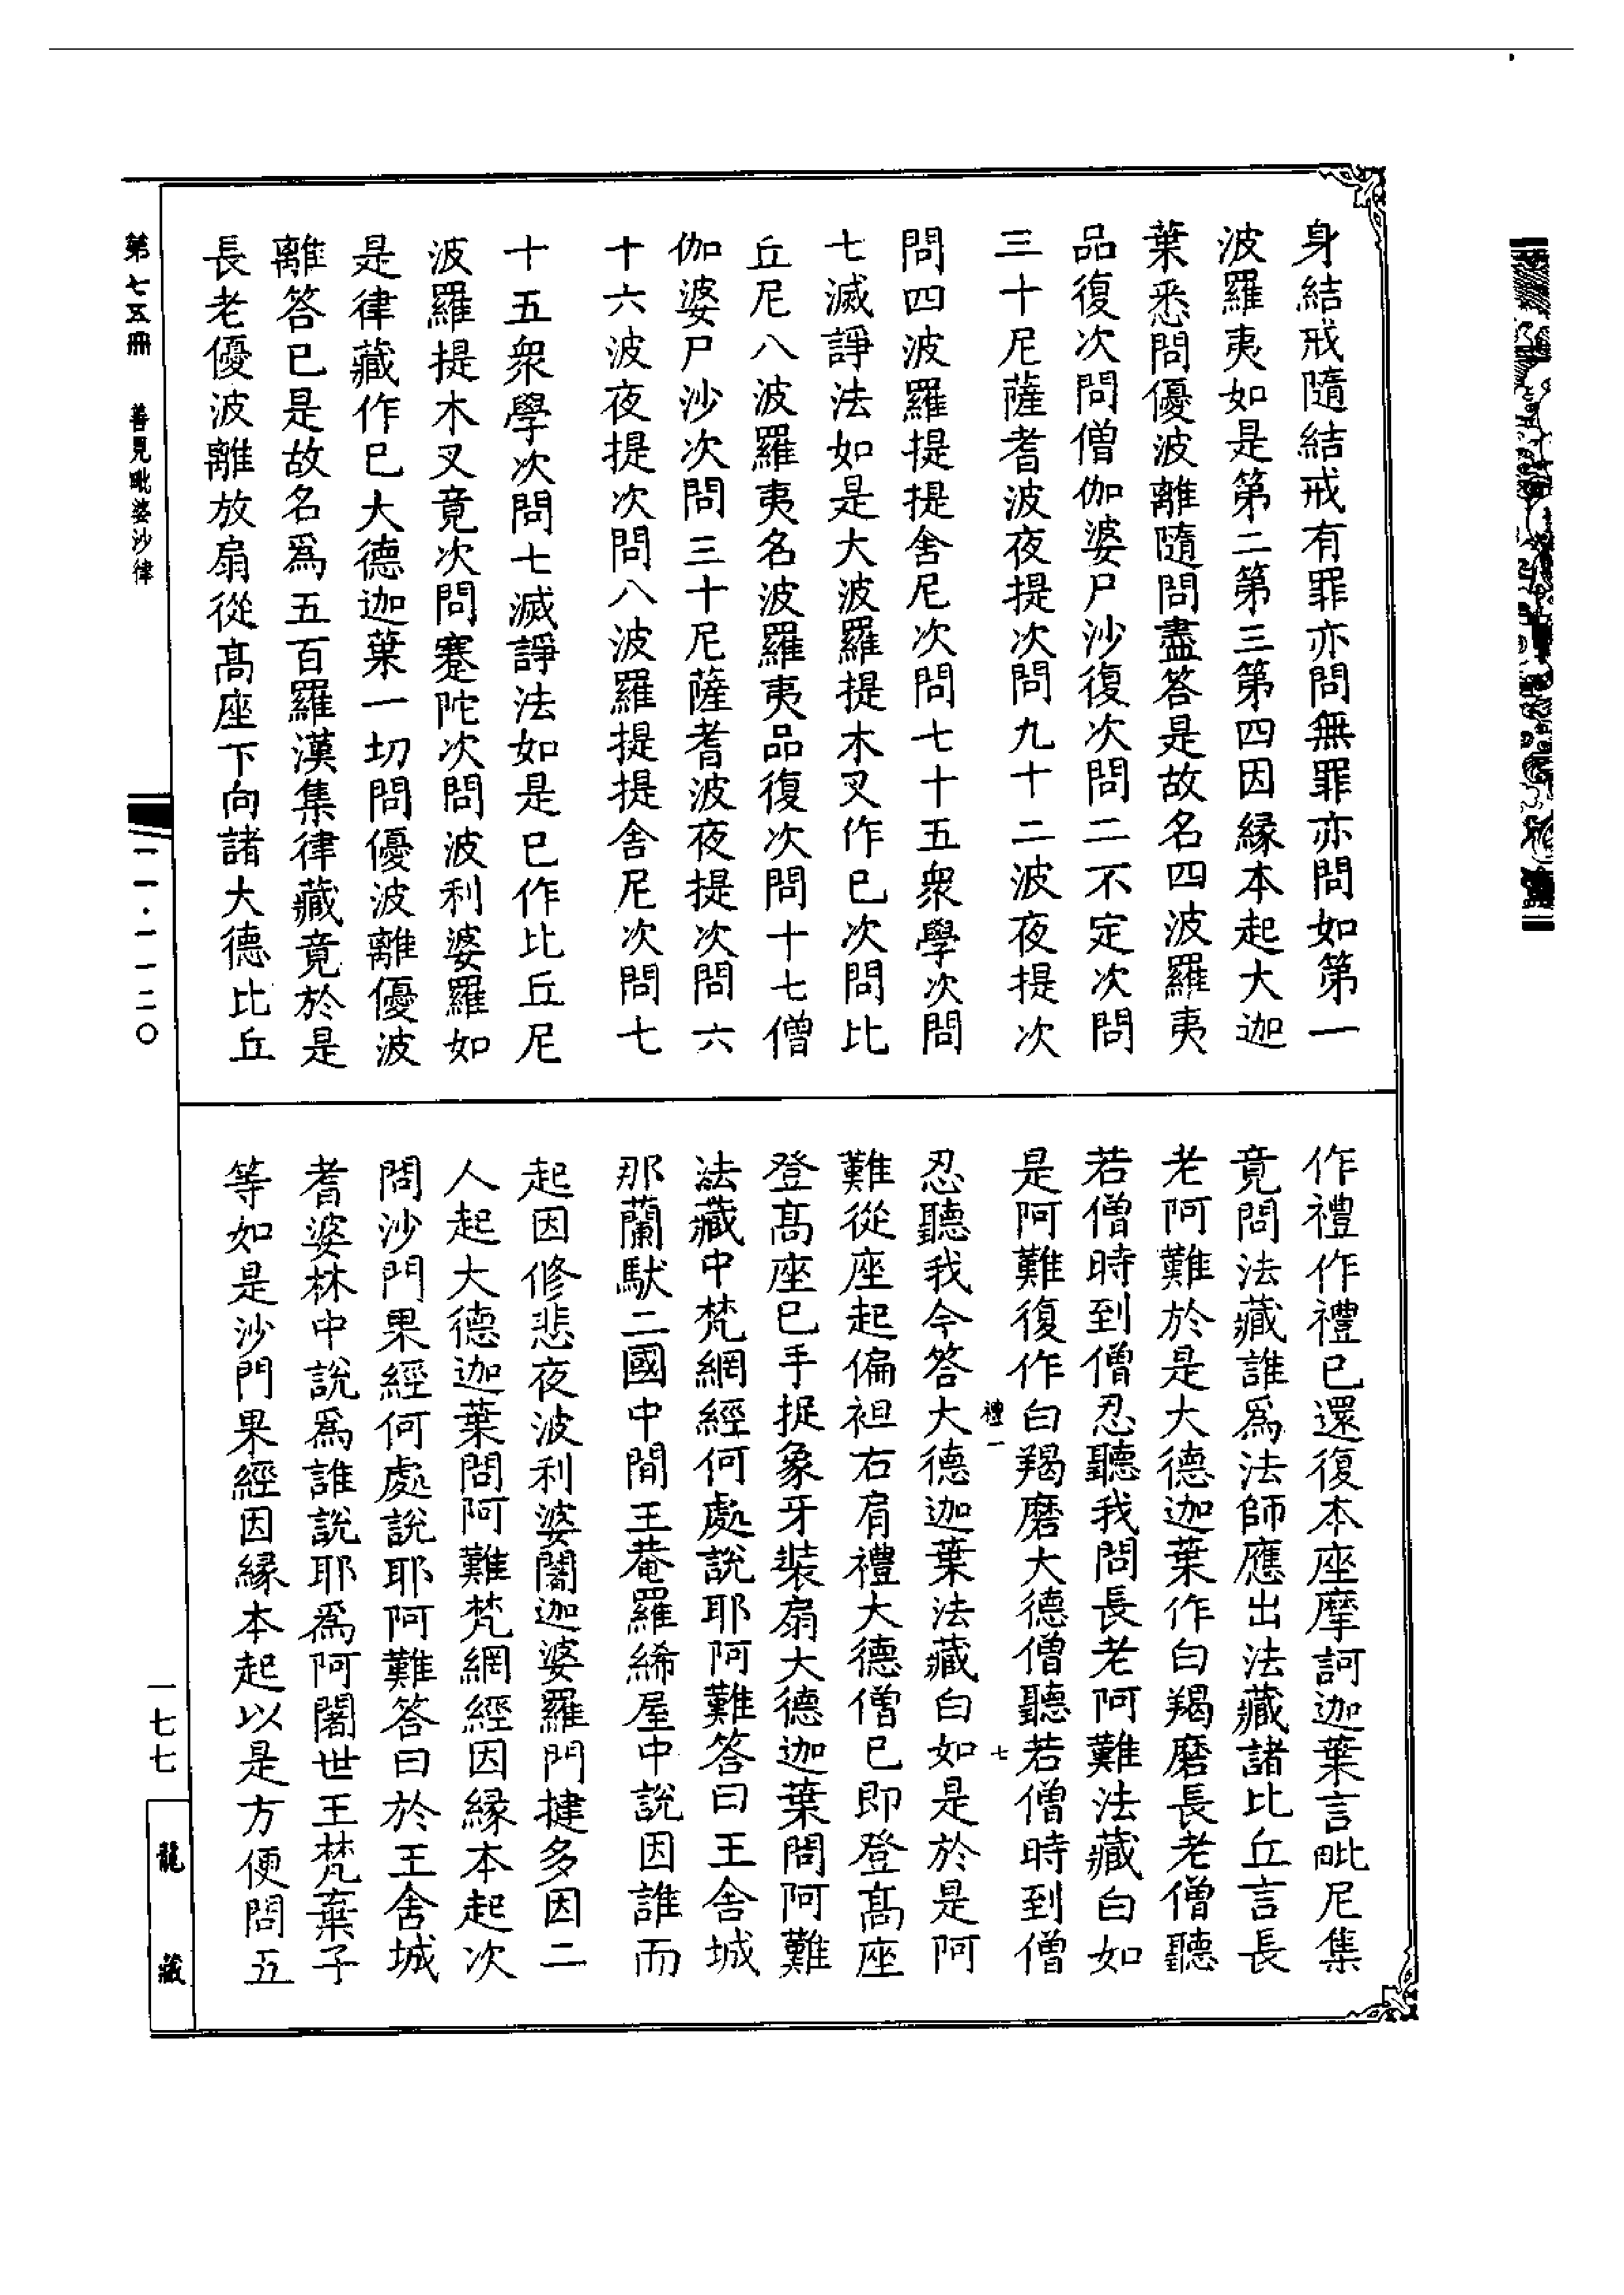 身結戒隨結戒有罪亦問無罪亦問如第一
波羅夷如是第二第三第四因緣本起大迦
葉悉問優波離隨問盡答是故名四波羅夷
品復次問僧伽婆尸沙復次問二不定次問
三十尼薩耆波夜提次問九十二波夜提次
問四波羅提提舍尼次問七十五衆學次問
七滅諍法如是大波羅提木叉作已次問比
丘尼八波羅夷名波羅夷品復次問十七僧
伽婆尸沙次問三十尼薩耆波夜提次問六
十六波夜提次問八波羅提提舍尼次問七
十五衆學次問七滅諍法如是已作比丘尼
波羅提木叉竟次問蹇陀次問波利婆羅如
是律藏作已大德迦葉一切問優波離優波
離答已是故名爲五百羅漢集律藏竟於是
長老優波離放扇從高座下向諸大德比丘
作禮作禮已還復本座摩訶迦葉言毗尼集
竟問法藏誰爲法師應出法藏諸比丘言長
老阿難於是大德迦葉作白羯磨長老僧聽
若僧時到僧忍聽我問長老阿難法藏白如
是阿難復作白羯磨大德僧聽若僧時到僧
禮一 七
忍聽我今答大德迦葉法藏白如是於是阿
難從座起偏袒右肩禮大德僧已即登高座
登高座已手捉象牙裝扇大德迦葉問阿難
法藏中梵網經何處說耶阿難答曰王舍城
那蘭馱二國中間王菴羅絺屋中說因誰而
起因修悲夜波利婆闍迦婆羅門揵多因二
人起大德迦葉問阿難梵網經因緣本起次
問沙門果經何處說耶阿難答曰於王舍城
耆婆林中說爲誰說耶爲阿闍世王梵棄子
等如是沙門果經因緣本起以是方便問五
第七五冊 善見毗婆沙律
一一·一一二〇
一七七
龍藏